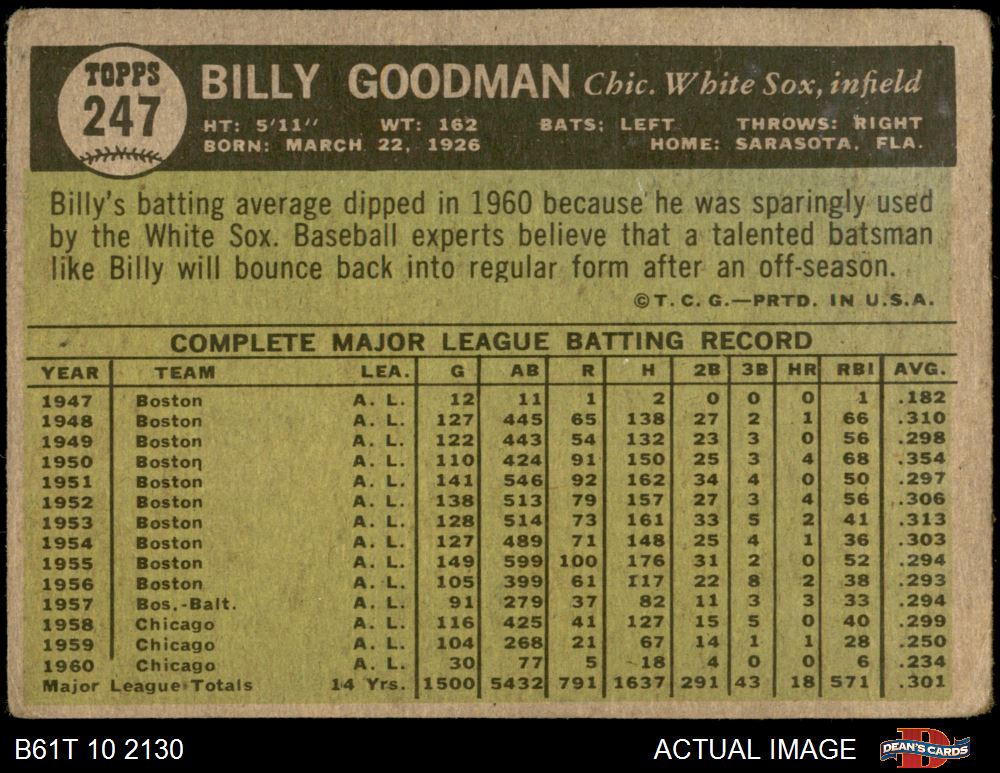 TOPPS
247
BILLY GOODMAN Chic. White Sox, infield
HT: 5'11'' WT: 162 BATS: LEFT THROWS: RIGHT
BORN: MARCH 22, 1926 HOME: SARASOTA, FLA.
Billy's batting average dipped in 1960 because he was sparingly used
by the White Sox. Baseball experts believe that a talented batsman
like Billy will bounce back into regular form after an off-season.
©T. C. G.—PRTD. IN U.S.A.
COMPLETE MAJOR LEAGUE BATTING RECORD
YEAR TEAM LEA. G AB R H 2B 3B HR RBI AVG.
1947 Boston A. L. 12 11 1 2 0 0 0 1 .182
1948 Boston A. L. 127 445 65 138 27 2 1 66 .310
1949 Boston A. L. 122 443 54 132 23 3 0 56 .298
1950 Boston A. L. 110 424 91 150 25 3 4 68 .354
1951 Boston A. L. 141 546 92 162 34 4 0 50 .297
1952 Boston A. L. 138 513 79 157 27 3 4 56 .306
1953 Boston A. L. 128 514 73 161 33 5 2 41 .313
1954 Boston A. L. 127 489 71 148 25 4 1 36 .303
1955 Boston A. L. 149 599 100 176 31 2 0 52 .294
1956 Boston A. L. 105 399 61 117 22 8 2 38 .293
1957 Bos.-Balt. A. L. 91 279 37 82 11 3 3 33 .294
1958 Chicago A. L. 116 425 41 127 15 5 0 40 .299
1959 Chicago A. L. 104 268 21 67 14 1 1 28 .250
1960 Chicago A. L. 30 77 5 18 4 0 0 6 .234
Major League Totals 14 Yrs. 1500 5432 791 1637 291 43 18 571 .301
B61T 10 2130 ACTUAL IMAGE DEAN'S CARDS